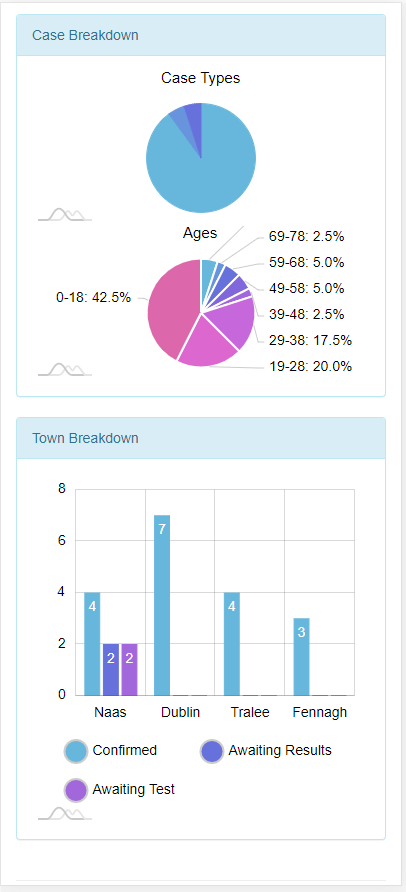 Case Breakdown
Case Types
Ages
69-78: 2.5%
59-68: 5.0%
49-58: 5.0%
0-18: 42.5%
39-48: 2.5%
29-38: 17.5%
19-28: 20.0%
Town Breakdown
8
7
6
4
4
4
3
2
2
2
0
Naas Dublin Tralee Fennagh
Confirmed Awaiting Results
Awaiting Test